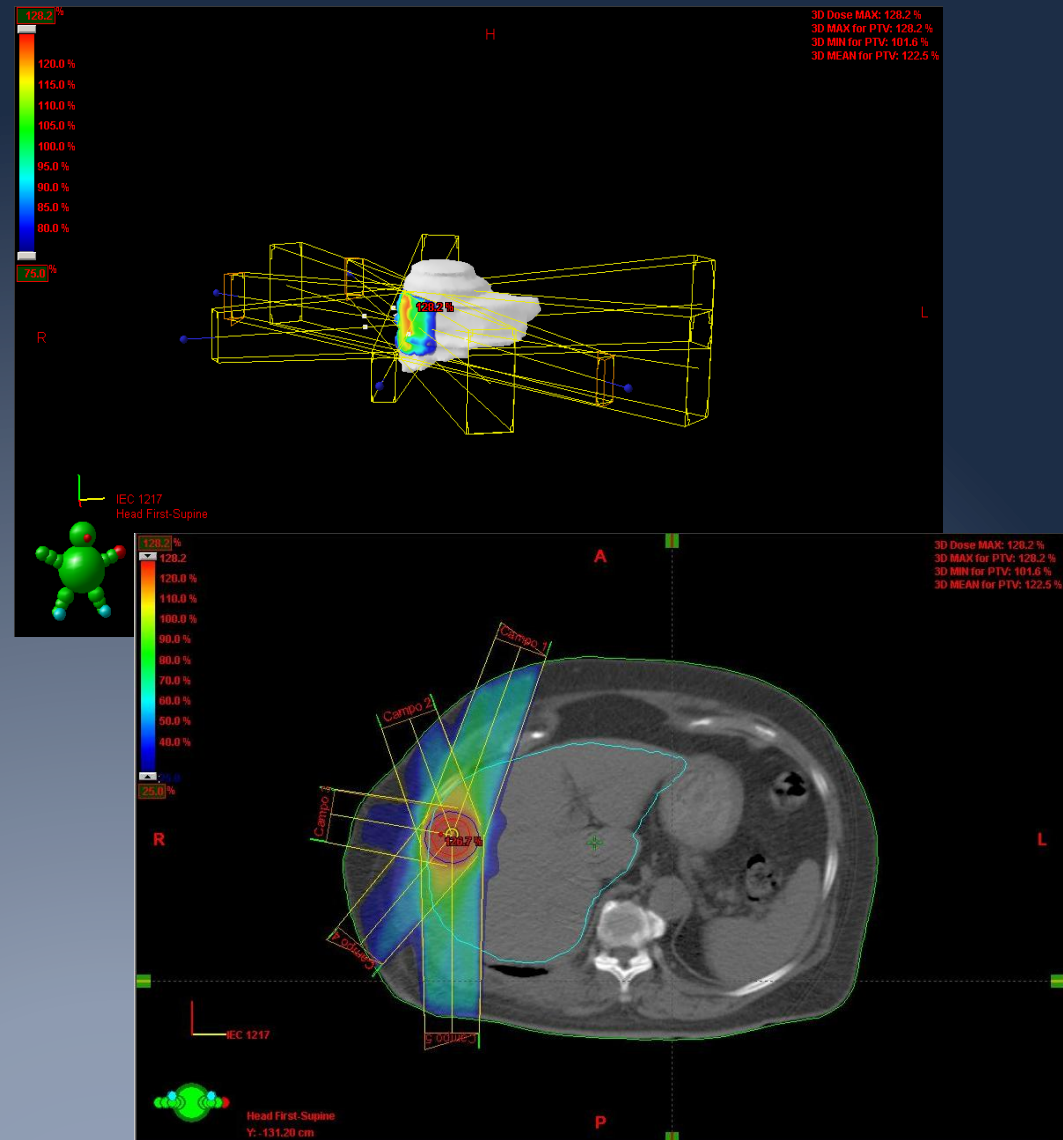 128.2 %
120.0 %
115.0 %
110.0 %
105.0 %
100.0 %
95.0 %
90.0 %
85.0 %
80.0 %
75.0 %
H
3D Dose MAX: 128.2 %
3D MAX for PTV: 128.2 %
3D MIN for PTV: 101.6 %
3D MEAN for PTV: 122.5 %
R
128.2 %
L
IEC 1217
Head First-Supine
128.2 %
128.2
120.0 %
110.0 %
100.0 %
90.0 %
80.0 %
70.0 %
60.0 %
50.0 %
40.0 %
25.0 %
A
3D Dose MAX: 128.2 %
3D MAX for PTV: 128.2 %
3D MIN for PTV: 101.6 %
3D MEAN for PTV: 122.5 %
Campo 1
Campo 2
Campo 3
R
L
Campo 4
Campo 5
IEC 1217
Head First-Supine
Y: -131.20 cm
P